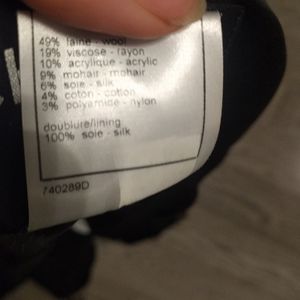 49% laine - wool
19% viscose - rayon
10% acrylique - acrylic
9% mohair - mohair
6% soie - silk
4% coton - cotton
3% polyamide - nylon
doublure/lining
100% soie - silk
740289D